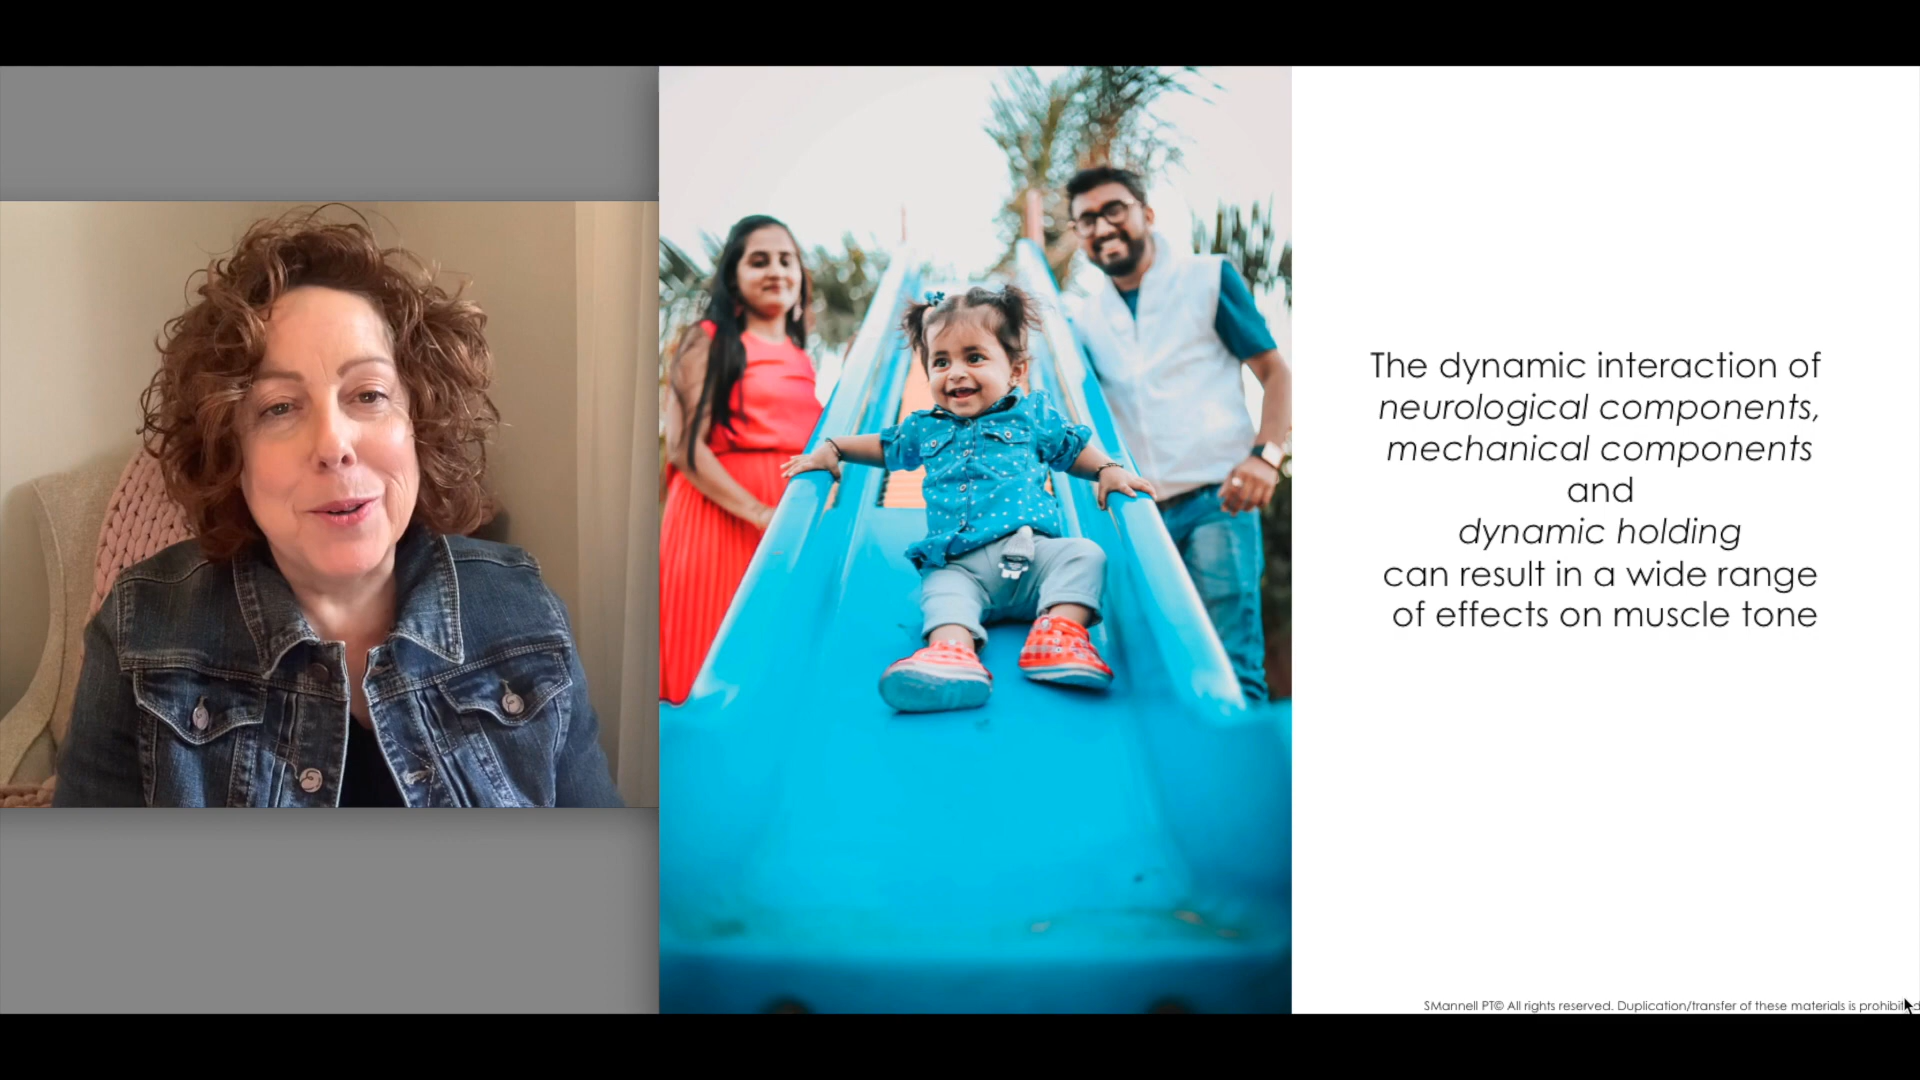 The dynamic interaction of
neurological components,
mechanical components
and
dynamic holding
can result in a wide range
of effects on muscle tone
SMannell PT© All rights reserved. Duplication/transfer of these materials is prohibited